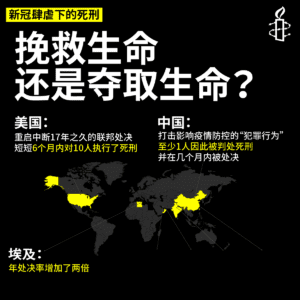 新冠肆虐下的死刑
挽救生命
还是夺取生命？
美国：
重启中断17年之久的联邦处决
短短6个月内对10人执行了死刑
中国：
打击影响疫情防控的“犯罪行为”
至少1人因此被判处死刑
并在几个月内被处决
埃及：
年处决率增加了两倍